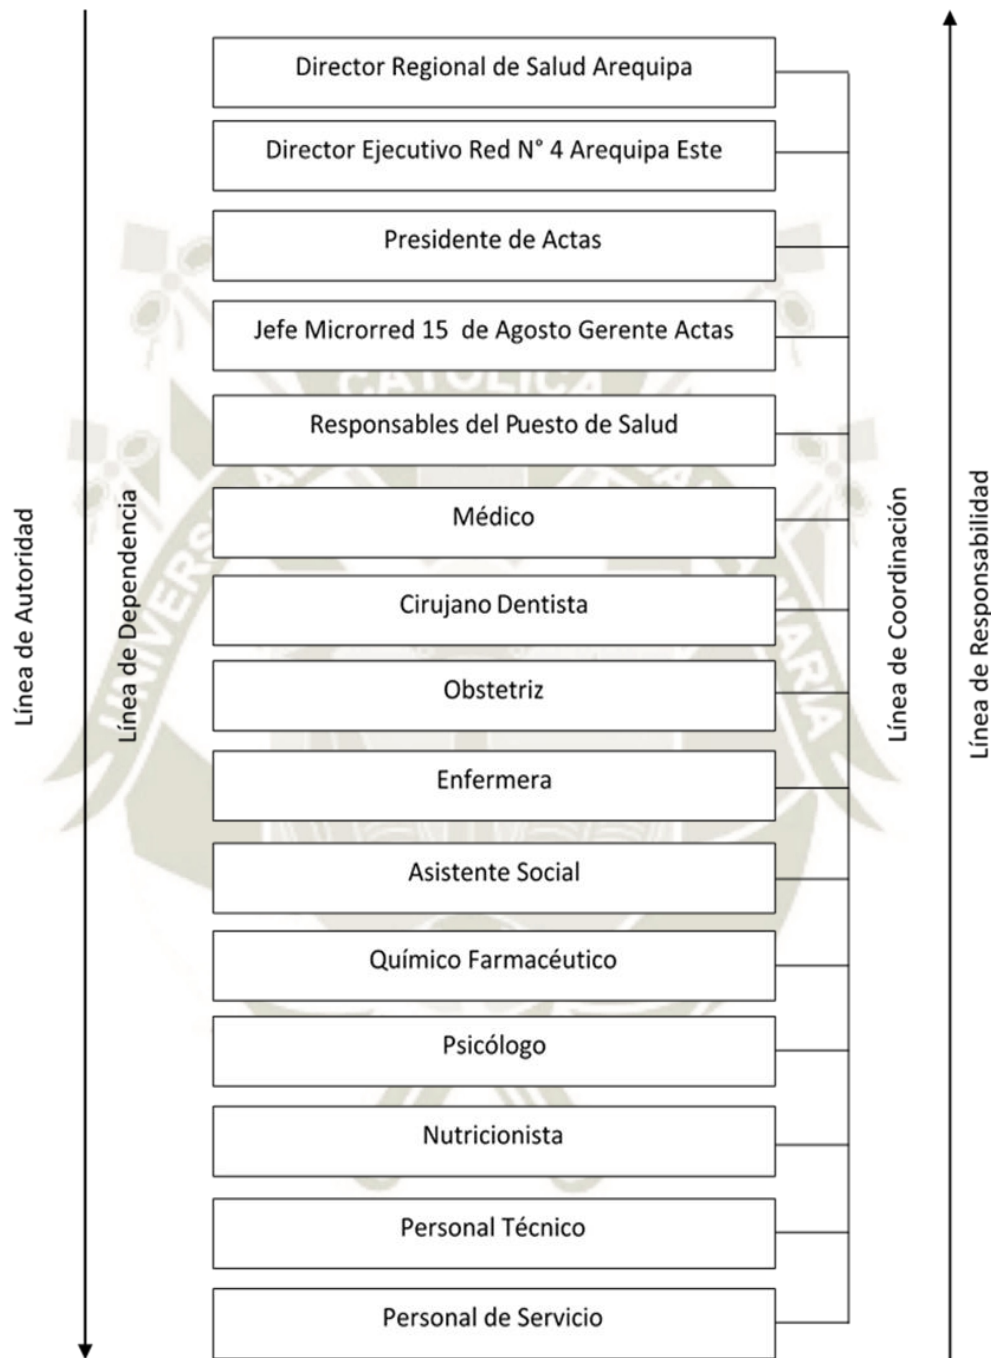 Director Regional de Salud Arequipa
Director Ejecutivo Red N° 4 Arequipa Este
Presidente de Actas
Jefe Microrred 15 de Agosto Gerente Actas
Responsables del Puesto de Salud
Médico
Cirujano Dentista
Obstetriz
Enfermera
Asistente Social
Químico Farmacéutico
Psicólogo
Nutricionista
Personal Técnico
Personal de Servicio
Línea de Autoridad
Línea de Dependencia
Línea de Coordinación
Línea de Responsabilidad
CATOLICA